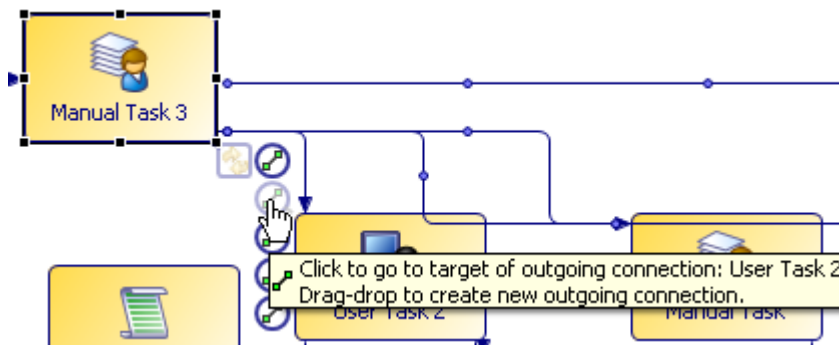 Manual Task 3
Click to go to target of outgoing connection: User Task 2
Drag-drop to create new outgoing connection.
User Task 2
Manual Task